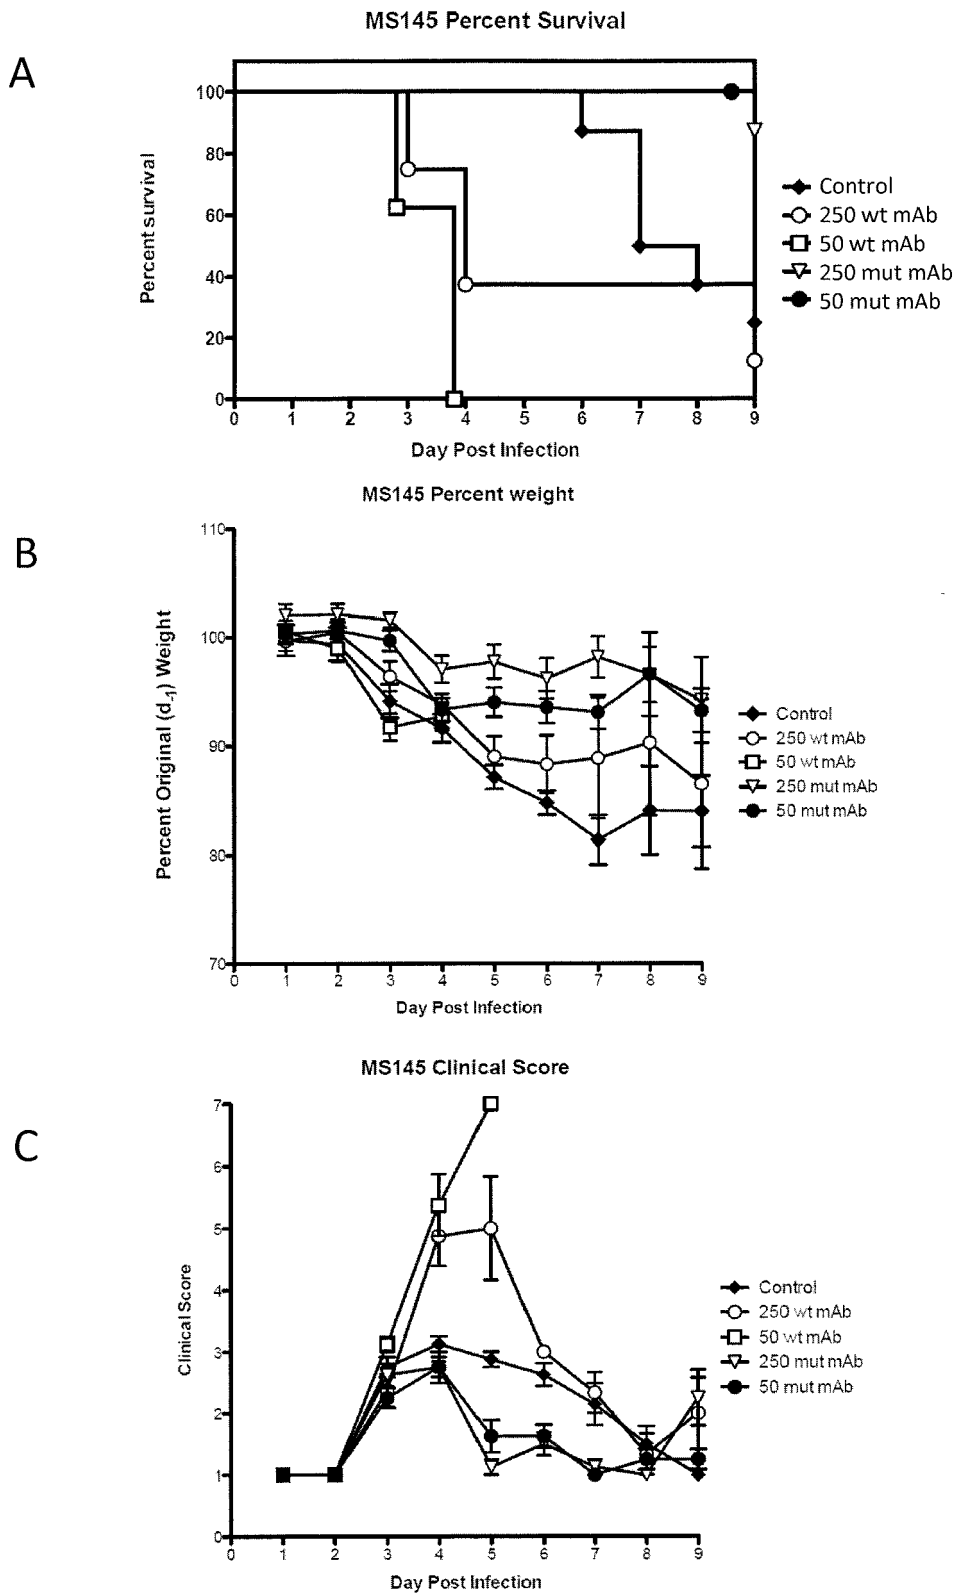 MS145 Percent Survival
A
Percent survival
100
80
60
40
20
0
0 1 2 3 4 5 6 7 8 9
Day Post Infection
Control
250 wt mAb
50 wt mAb
250 mut mAb
50 mut mAb
MS145 Percent weight
B
Percent Original (d-1) Weight
110
100
90
80
70
0 1 2 3 4 5 6 7 8 9
Day Post Infection
Control
250 wt mAb
50 wt mAb
250 mut mAb
50 mut mAb
MS145 Clinical Score
C
Clinical Score
7
6
5
4
3
2
1
0
0 1 2 3 4 5 6 7 8 9
Day Post Infection
Control
250 wt mAb
50 wt mAb
250 mut mAb
50 mut mAb